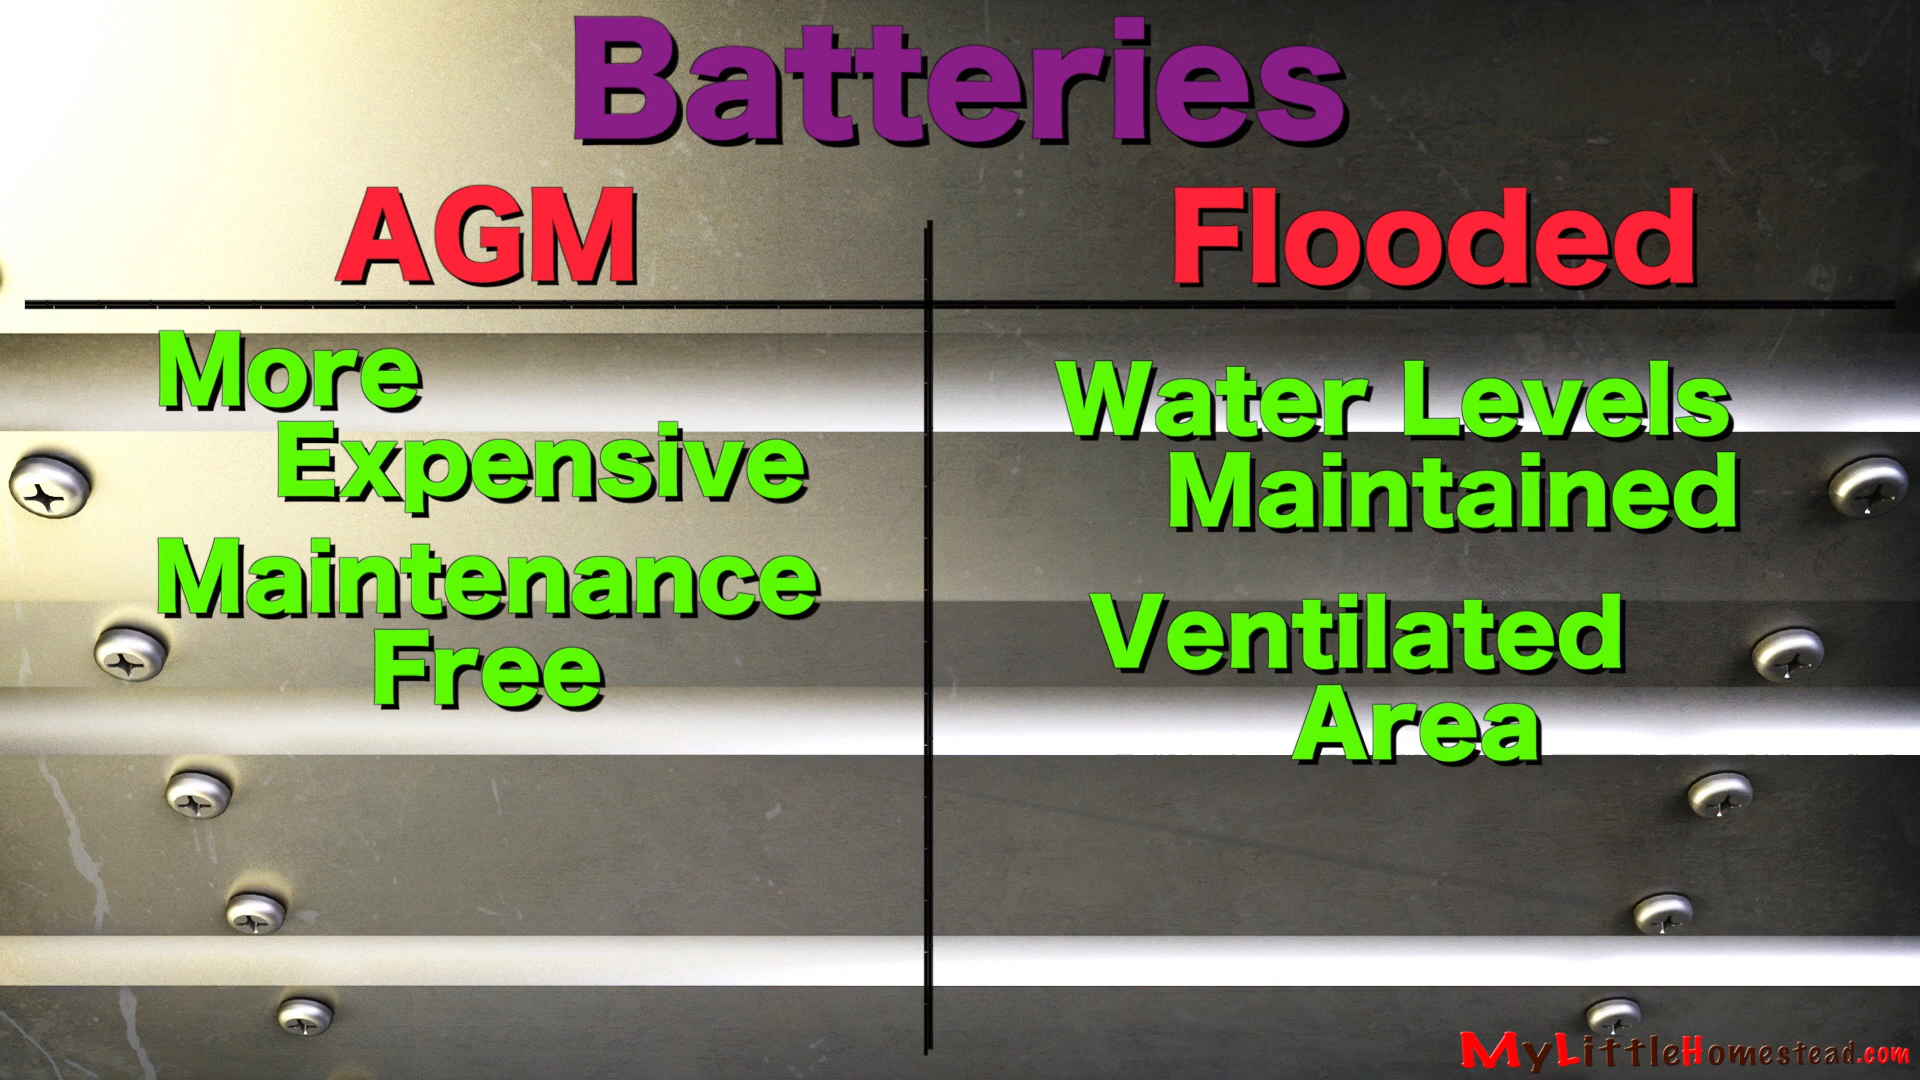 Batteries
AGM
Flooded
More
Expensive
Maintenance
Free
Water Levels
Maintained
Ventilated
Area
MyLittleHomestead.com